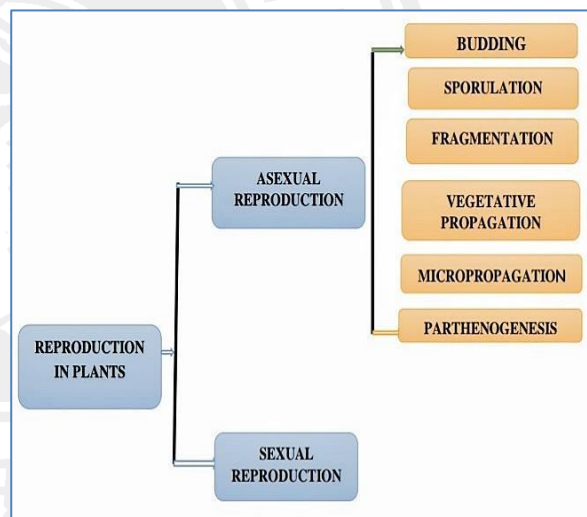 BUDDING
SPORULATION
FRAGMENTATION
ASEXUAL
REPRODUCTION
VEGETATIVE
PROPAGATION
MICROPROPAGATION
PARTHENOGENESIS
REPRODUCTION
IN PLANTS
SEXUAL
REPRODUCTION